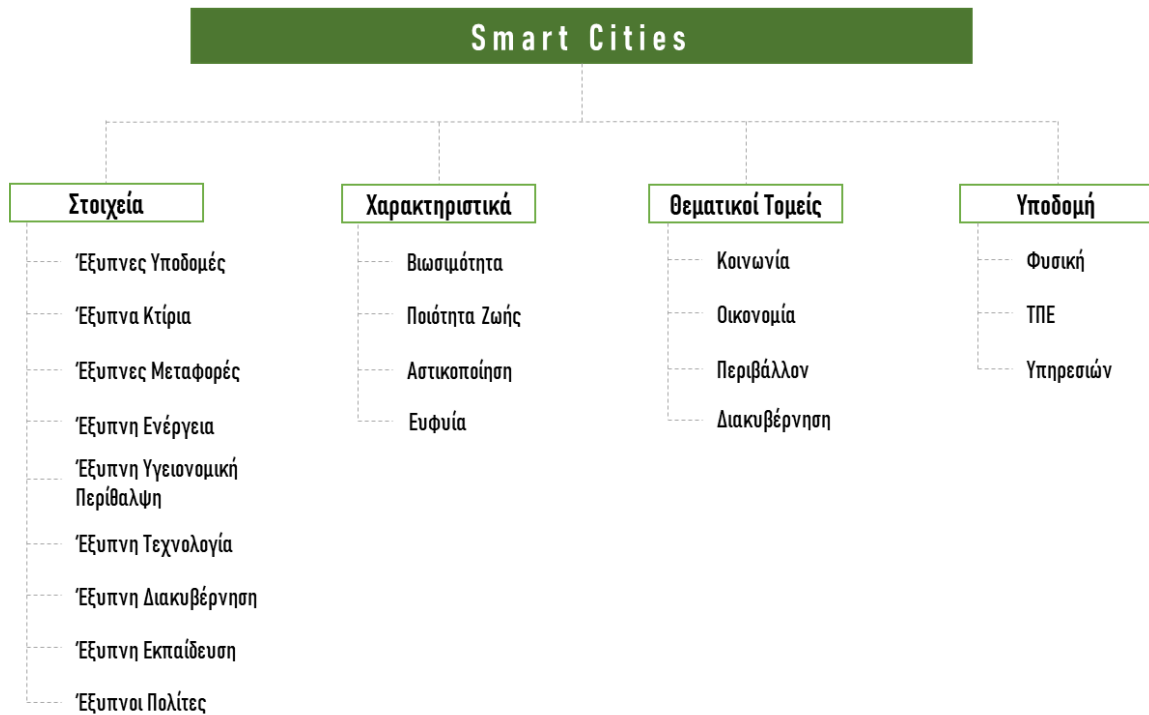 Smart Cities
Στοιχεία
Έξυπνες Υποδομές
Έξυπνα Κτίρια
Έξυπνες Μεταφορές
Έξυπνη Ενέργεια
Έξυπνη Υγειονομική
Περίθαλψη
Έξυπνη Τεχνολογία
Έξυπνη Διακυβέρνηση
Έξυπνη Εκπαίδευση
Έξυπνοι Πολίτες
Χαρακτηριστικά
Βιωσιμότητα
Ποιότητα Ζωής
Αστικοποίηση
Ευφυία
Θεματικοί Τομείς
Κοινωνία
Οικονομία
Περιβάλλον
Διακυβέρνηση
Υποδομή
Φυσική
ΤΠΕ
Υπηρεσιών